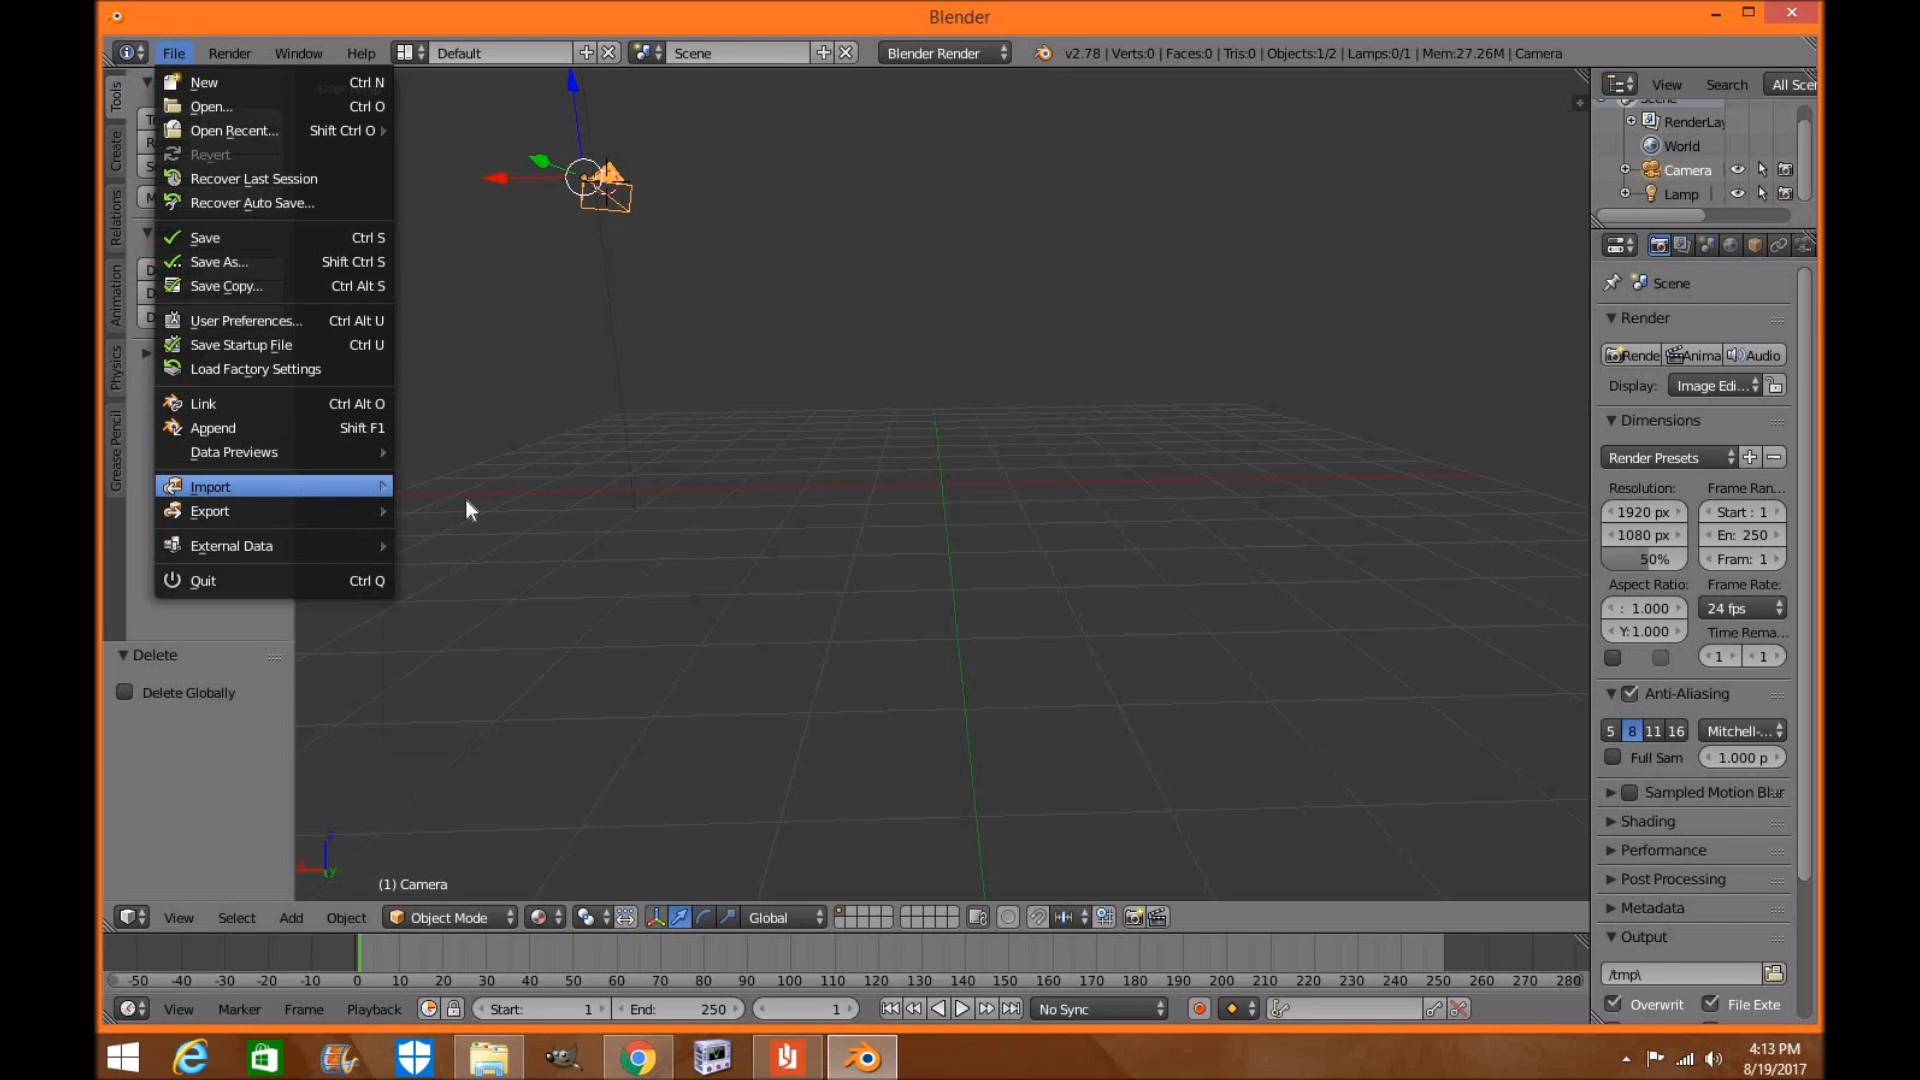 Blender
File Render Window Help Default Scene Blender Render v2.78 | Verts:0 | Faces:0 | Tris:0 | Objects:1/2 | Lamps:0/1 | Mem:27.26M | Camera
New Ctrl N
Open... Ctrl O
Open Recent... Shift Ctrl O
Revert
Recover Last Session
Recover Auto Save...
Save Ctrl S
Save As... Shift Ctrl S
Save Copy... Ctrl Alt S
User Preferences... Ctrl Alt U
Save Startup File Ctrl U
Load Factory Settings
Link Ctrl Alt O
Append Shift F1
Data Previews
Import
Export
External Data
Quit Ctrl Q
Tools
Create
Relations
Animation
Physics
Grease Pencil
Delete
Delete Globally
(1) Camera
View Select Add Object Object Mode Global
-50 -40 -30 -20 -10 0 10 20 30 40 50 60 70 80 90 100 110 120 130 140 150 160 170 180 190 200 210 220 230 240 250 260 270 280
View Marker Frame Playback Start: 1 End: 250 1 No Sync
View Search All Scen
Scene
RenderLay
World
Camera
Lamp
Scene
Render
Rende Anima Audio
Display: Image Edi...
Dimensions
Render Presets
Resolution: Frame Ran...
1920 px Start : 1
1080 px En: 250
50% Fram: 1
Aspect Ratio: Frame Rate:
: 1.000 24 fps
Y: 1.000 Time Rema...
1 1
Anti-Aliasing
5 8 11 16 Mitchell-...
Full Sam 1.000 p
Sampled Motion Blur
Shading
Performance
Post Processing
Metadata
Output
/tmp\
Overwrit File Exte
4:13 PM
8/19/2017